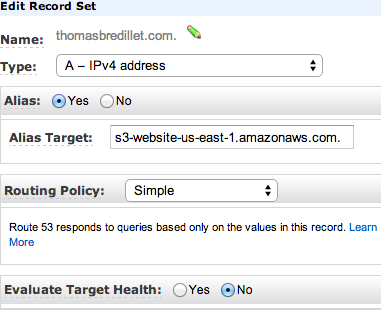 Edit Record Set
Name: thomasbredillet.com.
Type: A – IPv4 address
Alias: Yes No
Alias Target: s3-website-us-east-1.amazonaws.com.
Routing Policy: Simple
Route 53 responds to queries based only on the values in this record. Learn
More
Evaluate Target Health: Yes No